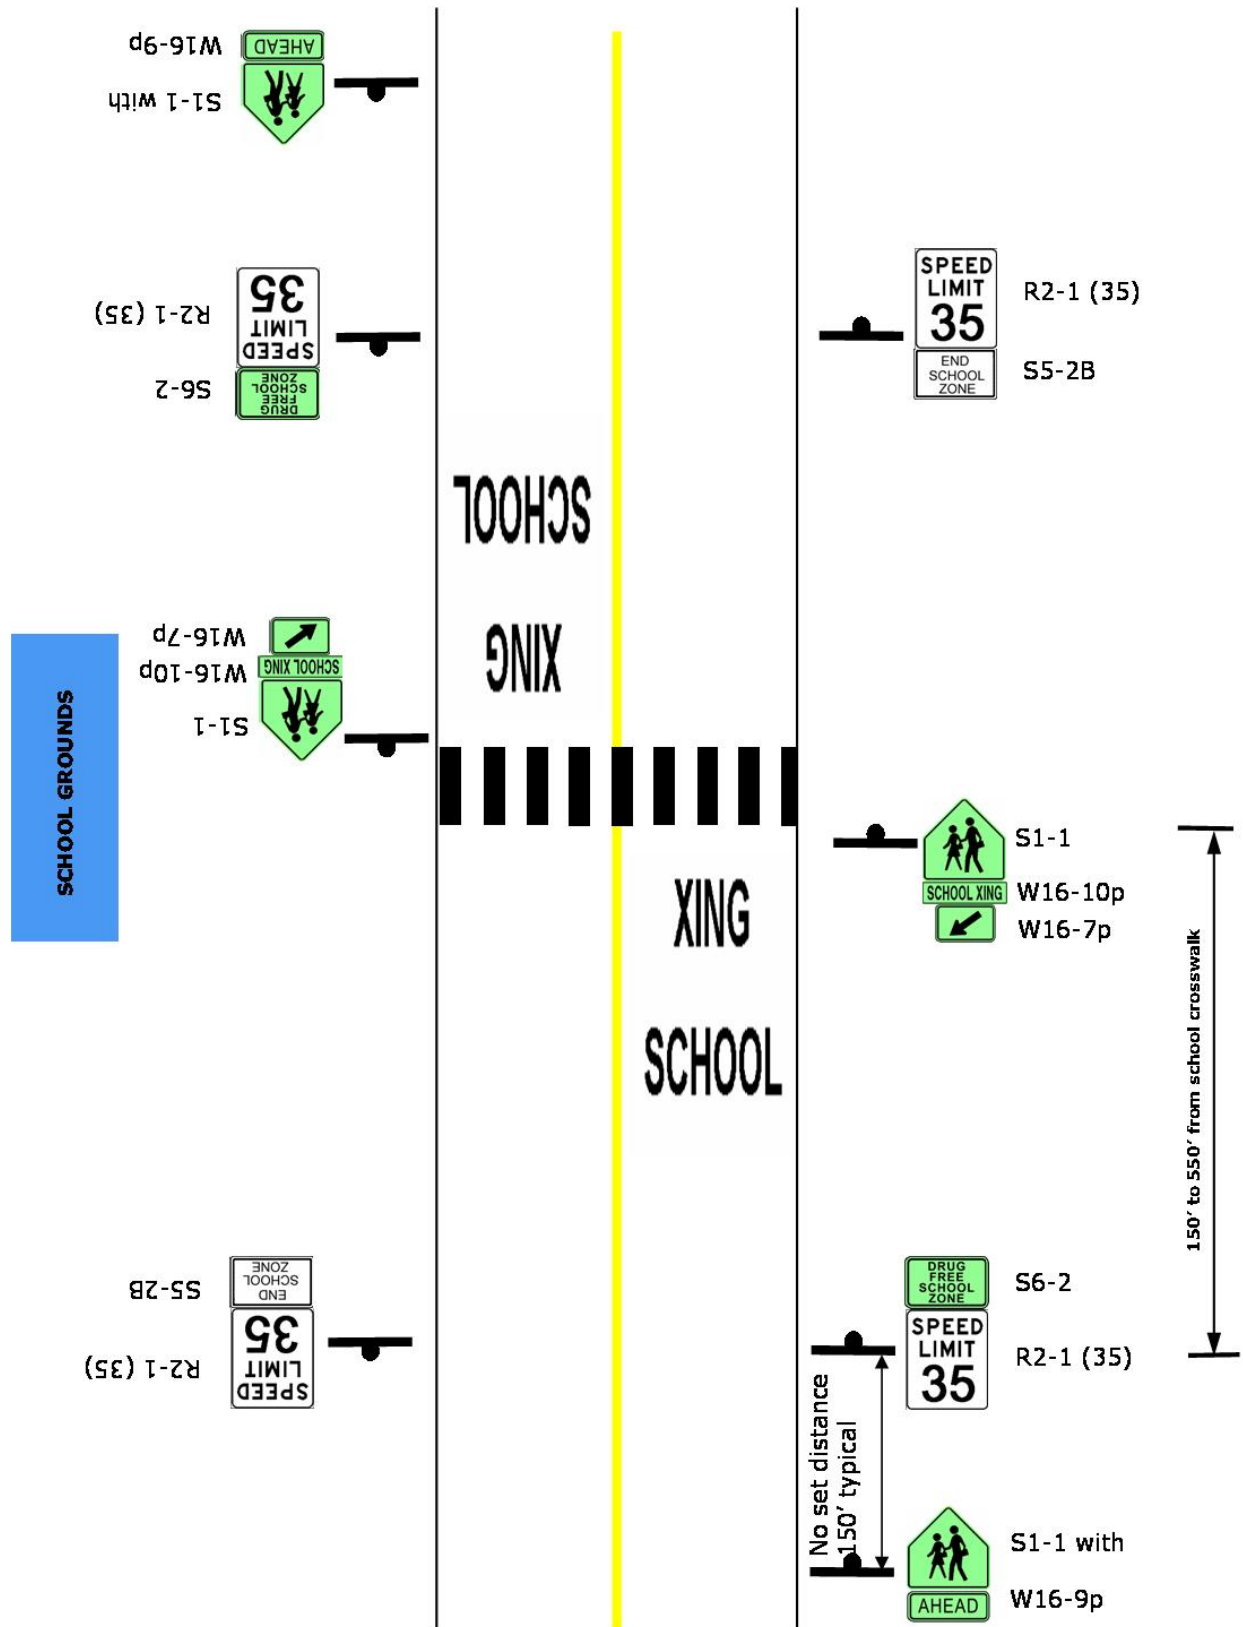 W16-9p
AHEAD
S1-1 with
R2-1 (35)
SPEED
LIMIT
35
S6-2
DRUG
FREE
SCHOOL
ZONE
SPEED
LIMIT
35
R2-1 (35)
END
SCHOOL
ZONE
S5-2B
SCHOOL
XING
W16-7p
W16-10p
SCHOOL XING
S1-1
SCHOOL GROUNDS
S1-1
SCHOOL XING
W16-10p
W16-7p
XING
SCHOOL
150' to 550' from school crosswalk
S5-2B
END
SCHOOL
ZONE
R2-1 (35)
SPEED
LIMIT
35
DRUG
FREE
SCHOOL
ZONE
S6-2
SPEED
LIMIT
35
R2-1 (35)
No set distance
150' typical
S1-1 with
AHEAD
W16-9p